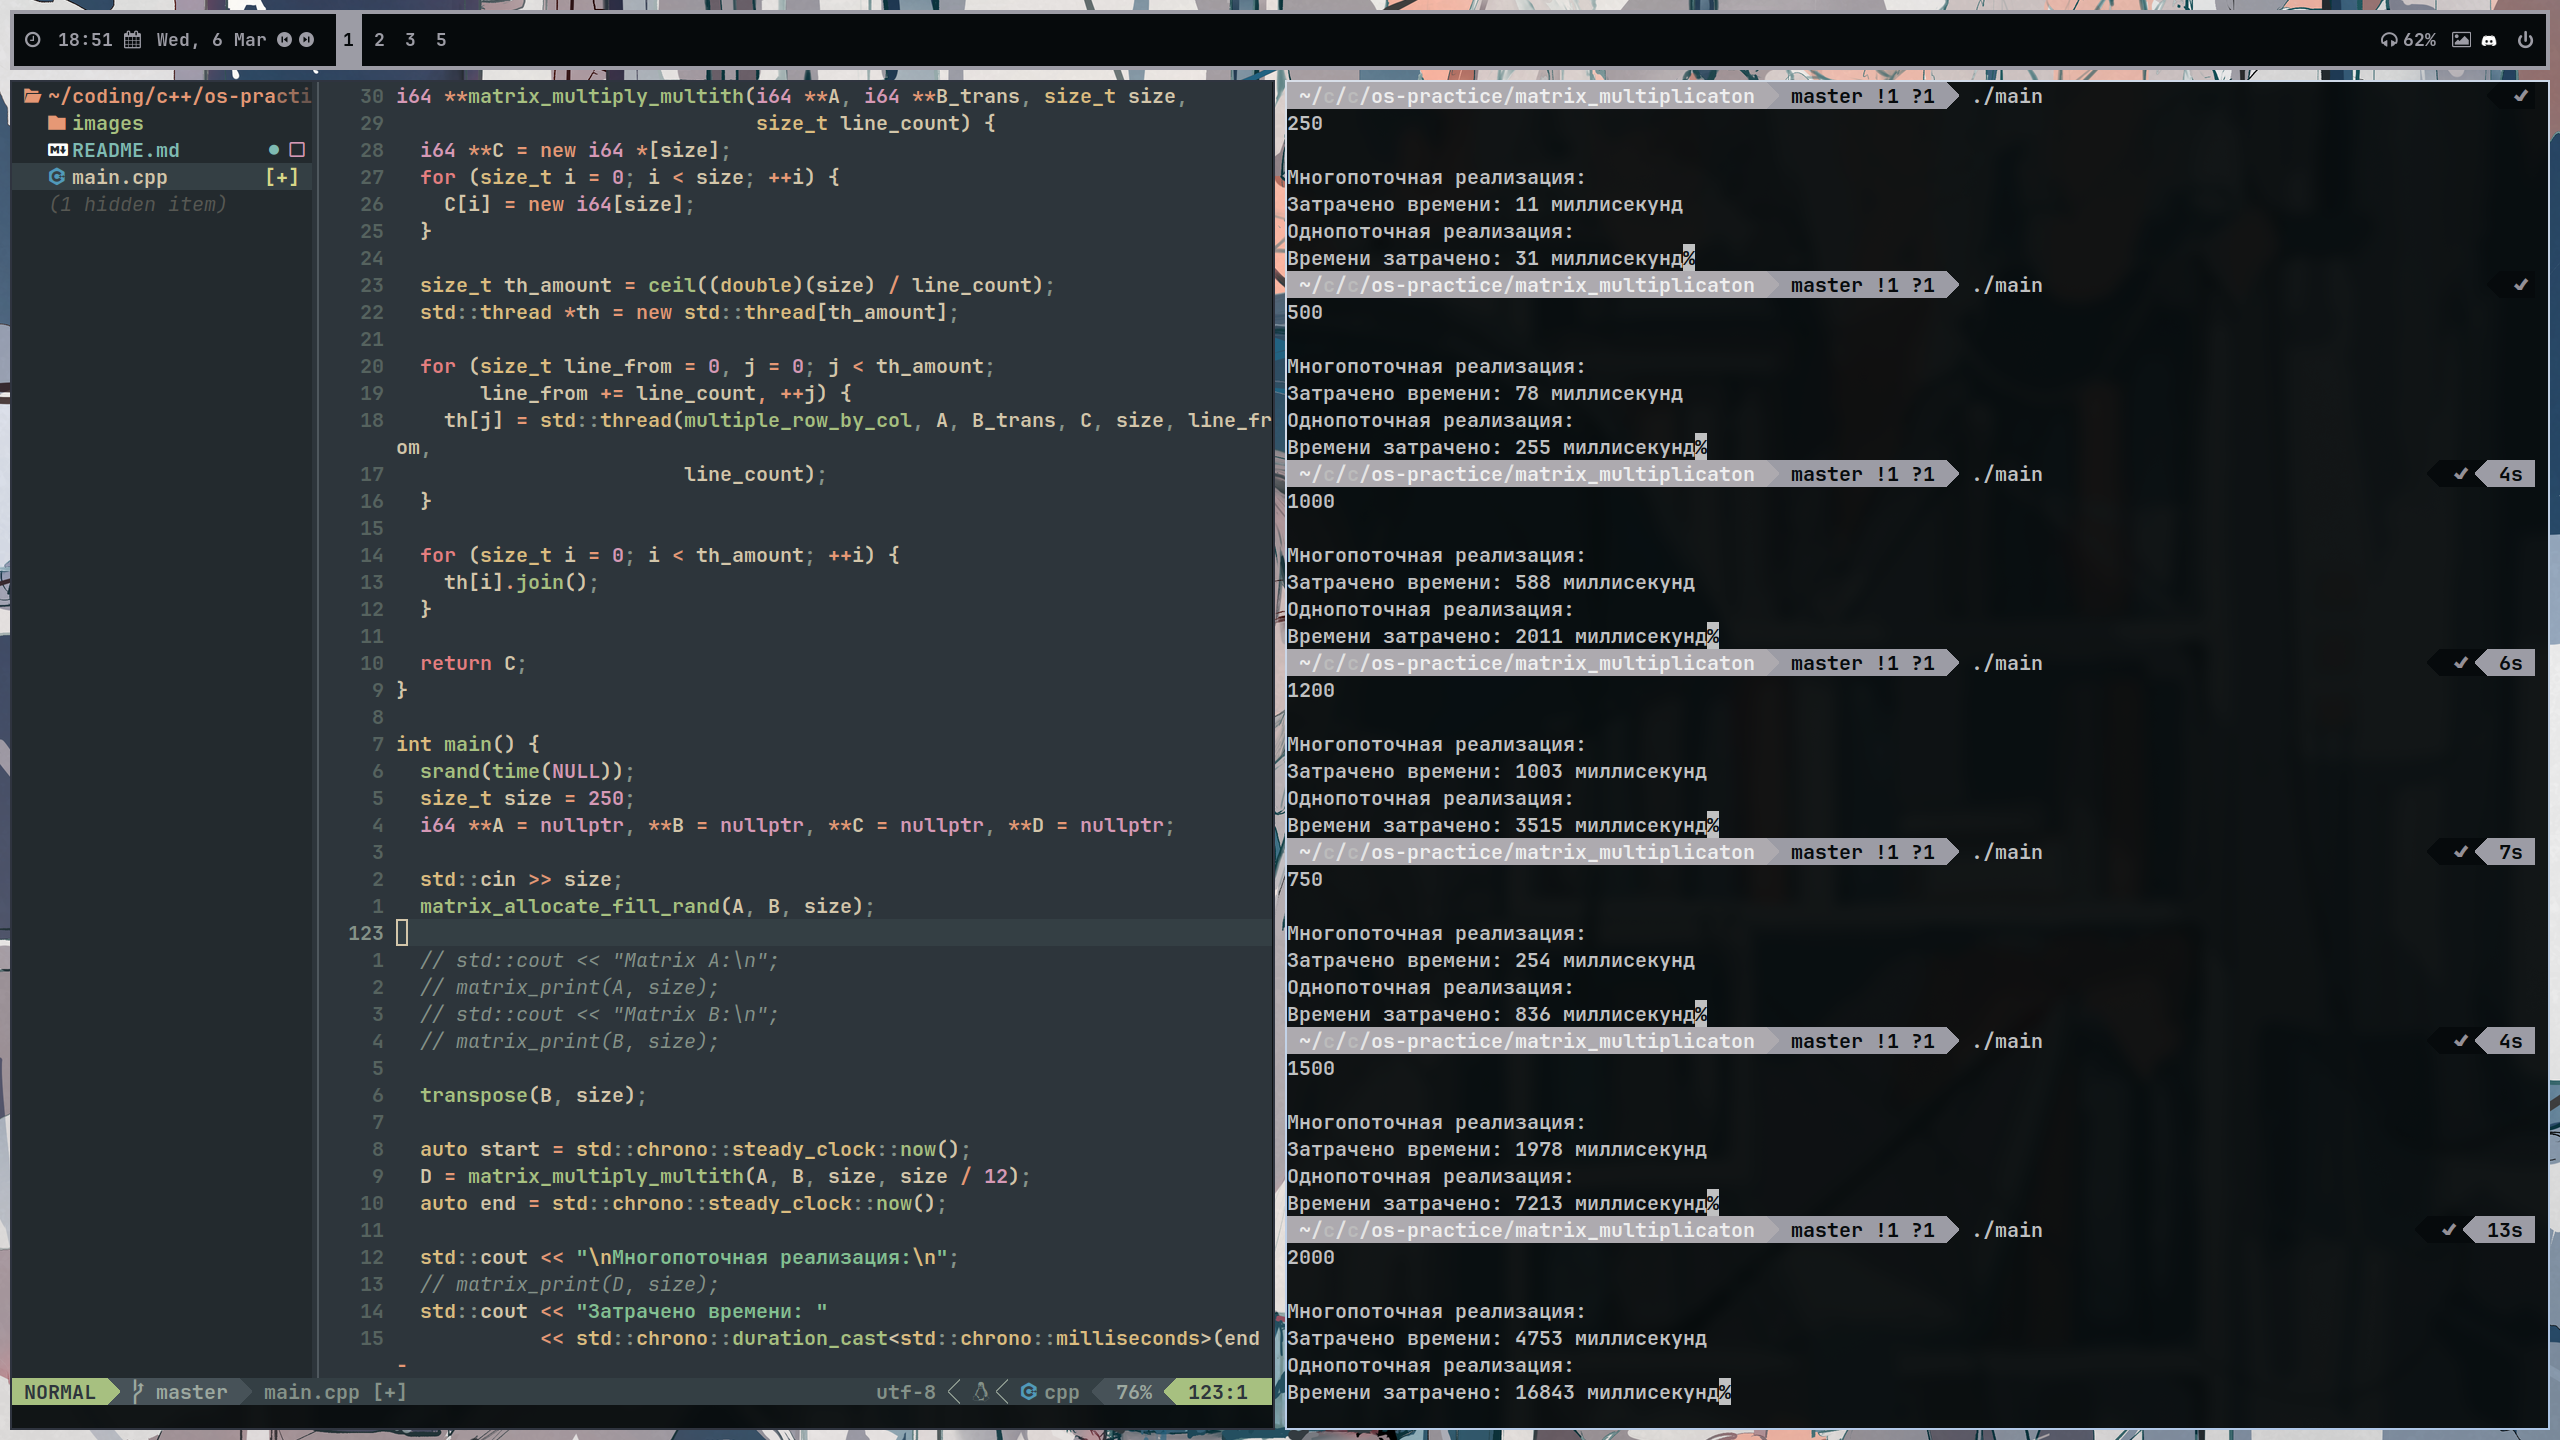 18:51 Wed, 6 Mar 1 2 3 5 62%
~/coding/c++/os-practi
images
README.md
main.cpp [+]
(1 hidden item)
30 i64 **matrix_multiply_multith(i64 **A, i64 **B_trans, size_t size,
29 size_t line_count) {
28 i64 **C = new i64 *[size];
27 for (size_t i = 0; i < size; ++i) {
26 C[i] = new i64[size];
25 }
24
23 size_t th_amount = ceil((double)(size) / line_count);
22 std::thread *th = new std::thread[th_amount];
21
20 for (size_t line_from = 0, j = 0; j < th_amount;
19 line_from += line_count, ++j) {
18 th[j] = std::thread(multiple_row_by_col, A, B_trans, C, size, line_fr
om,
17 line_count);
16 }
15
14 for (size_t i = 0; i < th_amount; ++i) {
13 th[i].join();
12 }
11
10 return C;
9 }
8
7 int main() {
6 srand(time(NULL));
5 size_t size = 250;
4 i64 **A = nullptr, **B = nullptr, **C = nullptr, **D = nullptr;
3
2 std::cin >> size;
1 matrix_allocate_fill_rand(A, B, size);
123
1 // std::cout << "Matrix A:\n";
2 // matrix_print(A, size);
3 // std::cout << "Matrix B:\n";
4 // matrix_print(B, size);
5
6 transpose(B, size);
7
8 auto start = std::chrono::steady_clock::now();
9 D = matrix_multiply_multith(A, B, size, size / 12);
10 auto end = std::chrono::steady_clock::now();
11
12 std::cout << "\nМногопоточная реализация:\n";
13 // matrix_print(D, size);
14 std::cout << "Затрачено времени: "
15 << std::chrono::duration_cast<std::chrono::milliseconds>(end
-
NORMAL master main.cpp [+] utf-8 cpp 76% 123:1
~/c/c/os-practice/matrix_multiplicaton master !1 ?1 ./main
250
Многопоточная реализация:
Затрачено времени: 11 миллисекунд
Однопоточная реализация:
Времени затрачено: 31 миллисекунд%
~/c/c/os-practice/matrix_multiplicaton master !1 ?1 ./main
500
Многопоточная реализация:
Затрачено времени: 78 миллисекунд
Однопоточная реализация:
Времени затрачено: 255 миллисекунд%
~/c/c/os-practice/matrix_multiplicaton master !1 ?1 ./main 4s
1000
Многопоточная реализация:
Затрачено времени: 588 миллисекунд
Однопоточная реализация:
Времени затрачено: 2011 миллисекунд%
~/c/c/os-practice/matrix_multiplicaton master !1 ?1 ./main 6s
1200
Многопоточная реализация:
Затрачено времени: 1003 миллисекунд
Однопоточная реализация:
Времени затрачено: 3515 миллисекунд%
~/c/c/os-practice/matrix_multiplicaton master !1 ?1 ./main 7s
750
Многопоточная реализация:
Затрачено времени: 254 миллисекунд
Однопоточная реализация:
Времени затрачено: 836 миллисекунд%
~/c/c/os-practice/matrix_multiplicaton master !1 ?1 ./main 4s
1500
Многопоточная реализация:
Затрачено времени: 1978 миллисекунд
Однопоточная реализация:
Времени затрачено: 7213 миллисекунд%
~/c/c/os-practice/matrix_multiplicaton master !1 ?1 ./main 13s
2000
Многопоточная реализация:
Затрачено времени: 4753 миллисекунд
Однопоточная реализация:
Времени затрачено: 16843 миллисекунд%